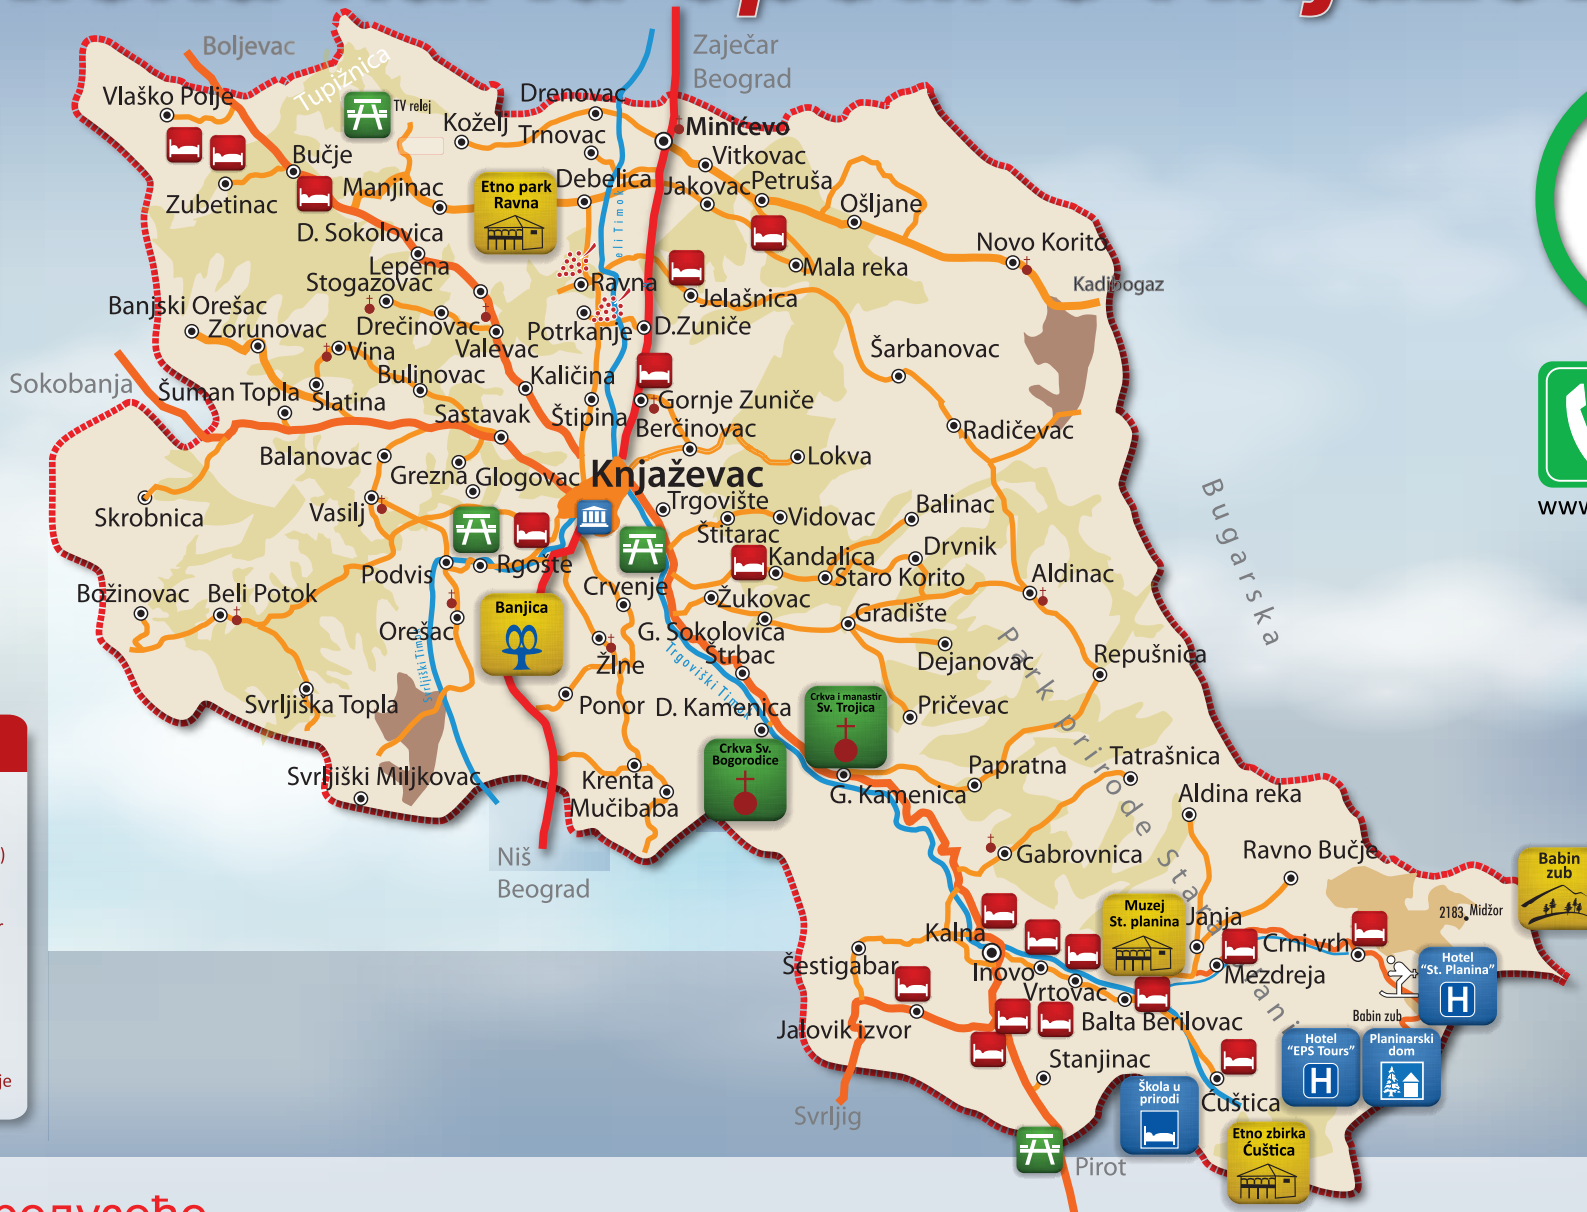 Boljevac
Zaječar
Beograd
Vlaško Polje
Tupižnica
TV relej
Drenovac
Koželj
Trnovac
Minićevo
Bučje
Vitkovac
Zubetinac
Manjinac
Etno park
Ravna
Debelica
Jakovac
Petruša
Ošljane
D. Sokolovica
Novo Korito
Lepena
Mala reka
Stogazovac
Ravna
Kadibogaz
Jelašnica
Banjski Orešac
Zorunovac
Drečinovac
Potrkanje
D.Zuniče
Vina
Valevac
Šarbanovac
Sokobanja
Bulinovac
Kaličina
Šuman Topla
Slatina
Sastavak
Štipina
Gornje Zuniče
Berčinovac
Radičevac
Balanovac
Grezna
Glogovac
Lokva
Knjaževac
Skrobnica
Vasilj
Trgovište
Vidovac
Balinac
Štitarac
Bugarska
www
Podvis
Rgošte
Kandalica
Drvnik
Staro Korito
Aldinac
Božinovac
Beli Potok
Crvenje
Banjica
Žukovac
Gradište
Orešac
G. Sokolovica
Svrljiški Timok
Trgoviški Timok
Štrbac
Žlne
Dejanovac
Repušnica
Park prirode Stara planina
Svrljiška Topla
Ponor
D. Kamenica
Crkva i manastir
Sv. Trojica
Pričevac
Crkva Sv.
Bogorodice
Svrljiški Miljkovac
Krenta
Mučibaba
G. Kamenica
Papratna
Tatrašnica
Aldina reka
Niš
Beograd
Gabrovnica
Ravno Bučje
Babin
zub
Muzej
St. planina
Janja
2183 Midžor
Kalna
Crni vrh
Šestigabar
Inovo
Mezdreja
Hotel
"St. Planina"
H
Vrtovac
Jalovik izvor
Balta Berilovac
Babin zub
Stanjinac
Hotel
"EPS Tours"
H
Planinarski
dom
Škola u
prirodi
Ćuštica
Svrljig
Etno zbirka
Ćuštica
Pirot